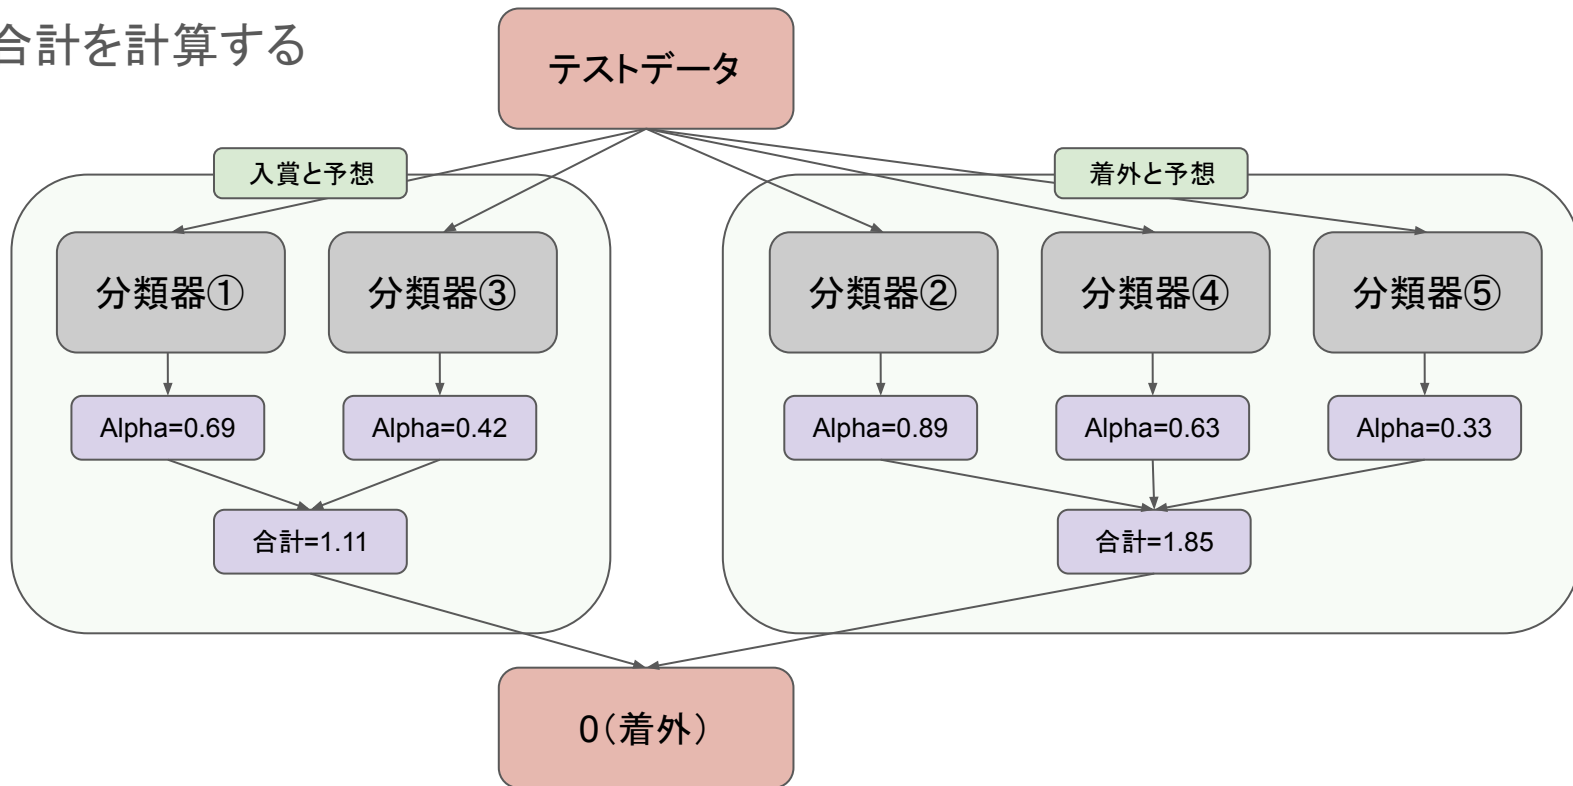 合計を計算する
テストデータ
入賞と予想
着外と予想
分類器①
分類器③
分類器②
分類器④
分類器⑤
Alpha=0.69
Alpha=0.42
Alpha=0.89
Alpha=0.63
Alpha=0.33
合計=1.11
合計=1.85
0（着外）